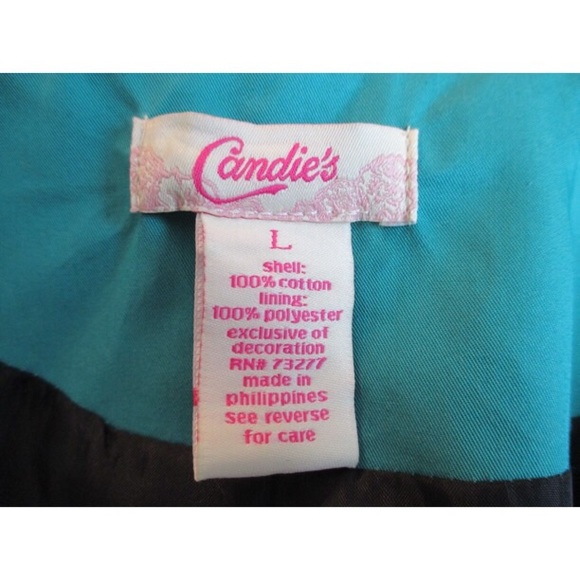 Candie's
L
shell:
100% cotton
lining:
100% polyester
exclusive of
decoration
RN# 73277
made in
philippines
see reverse
for care